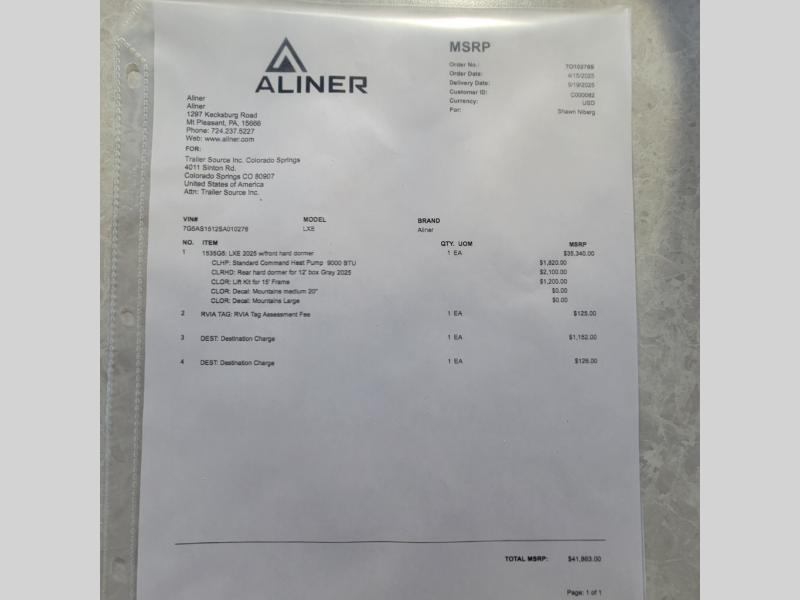 ALINER
MSRP
Order No.: TO102768
Order Date: 4/15/2025
Delivery Date: 9/19/2025
Customer ID: C000082
Currency: USD
For: Shawn Niberg
Aliner
Aliner
1297 Kecksburg Road
Mt Pleasant, PA, 15666
Phone: 724.237.5227
Web: www.aliner.com
FOR:
Trailer Source Inc. Colorado Springs
4011 Sinton Rd.
Colorado Springs CO 80907
United States of America
Attn: Trailer Source Inc.
VIN# MODEL BRAND
7G5AS1512SA010276 LXE Aliner
NO. ITEM QTY. UOM MSRP
1 1535G5: LXE 2025 w/front hard dormer 1 EA $35,340.00
CLHP: Standard Command Heat Pump 9000 BTU $1,820.00
CLRHD: Rear hard dormer for 12' box Gray 2025 $2,100.00
CLOR: Lift Kit for 15' Frame $1,200.00
CLOR: Decal: Mountains medium 20" $0.00
CLOR: Decal: Mountains Large $0.00
2 RVIA TAG: RVIA Tag Assessment Fee 1 EA $125.00
3 DEST: Destination Charge 1 EA $1,152.00
4 DEST: Destination Charge 1 EA $126.00
TOTAL MSRP: $41,863.00
Page: 1 of 1